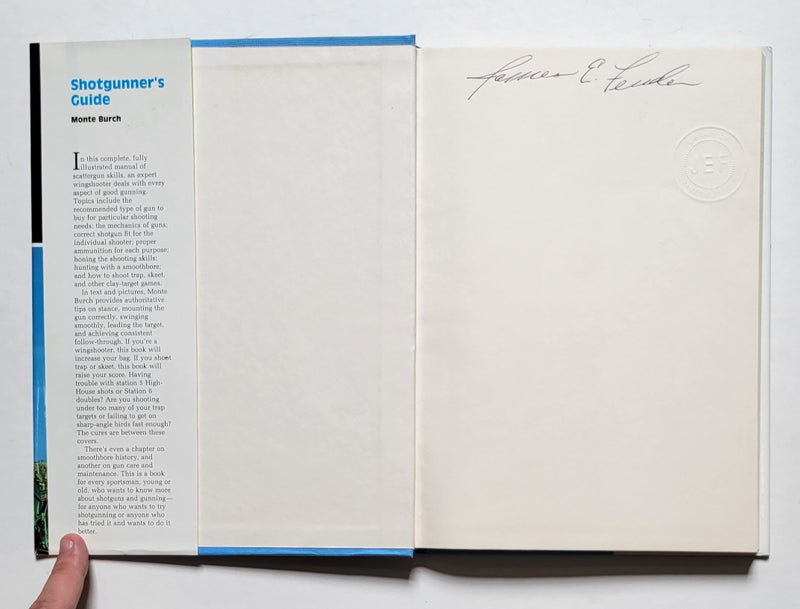 Shotgunner's
Guide
Monte Burch
In this complete, fully
illustrated manual of
scattergun skills, an expert
wingshooter deals with every
aspect of good gunning.
Topics include the
recommended type of gun to
buy for particular shooting
needs; the mechanics of guns;
correct shotgun fit for the
individual shooter; proper
ammunition for each purpose;
honing the shooting skills;
hunting with a smoothbore;
and how to shoot trap, skeet,
and other clay-target games.
In text and pictures, Monte
Burch provides authoritative
tips on stance, mounting the
gun correctly, swinging
smoothly, leading the target,
and achieving consistent
follow-through. If you're a
wingshooter, this book will
increase your bag. If you shoot
trap or skeet, this book will
raise your score. Having
trouble with station 5 High-
House shots or Station 6
doubles? Are you shooting
under too many of your trap
targets or failing to get on
sharp-angle birds fast enough?
The cures are between these
covers.
There's even a chapter on
smoothbore history, and
another on gun care and
maintenance. This is a book
for every sportsman, young or
old, who wants to know more
about shotguns and gunning—
for anyone who wants to try
shotgunning or anyone who
has tried it and wants to do it
better.
James E. Fender
JEF